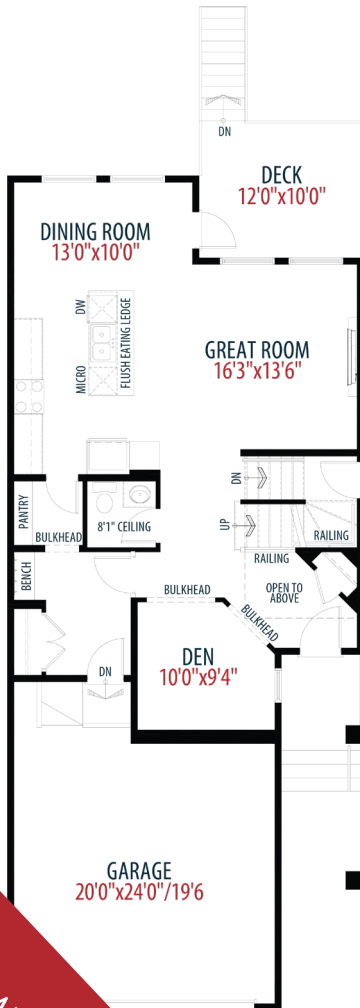 DN
DECK
12'0"x10'0"
DINING ROOM
13'0"x10'0"
DW
MICRO
FLUSH EATING LEDGE
GREAT ROOM
16'3"x13'6"
DN
PANTRY
8'1" CEILING
UP
RAILING
BULKHEAD
RAILING
BENCH
BULKHEAD
OPEN TO
ABOVE
BULKHEAD
DEN
10'0"x9'4"
DN
GARAGE
20'0"x24'0"/19'6